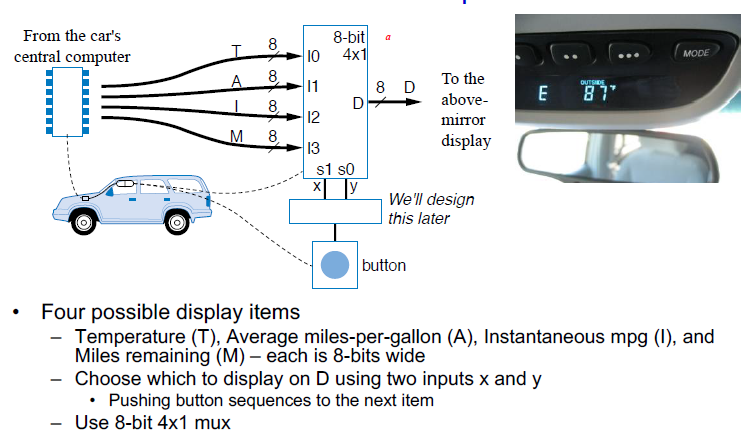 From the car's
central computer
8-bit
4x1
a
T 8 I0
A 8 I1
I 8 I2
M 8 I3
D 8 D
To the
above-
mirror
display
s1 s0
x y
We'll design
this later
button
MODE
OUTSIDE
E 87°F
• Four possible display items
– Temperature (T), Average miles-per-gallon (A), Instantaneous mpg (I), and
Miles remaining (M) – each is 8-bits wide
– Choose which to display on D using two inputs x and y
• Pushing button sequences to the next item
– Use 8-bit 4x1 mux